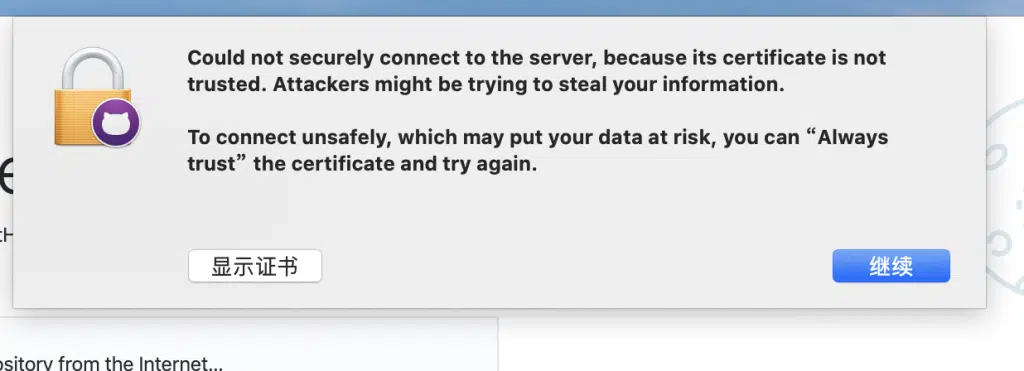 Could not securely connect to the server, because its certificate is not
trusted. Attackers might be trying to steal your information.
To connect unsafely, which may put your data at risk, you can “Always
trust” the certificate and try again.
显示证书
继续
ository from the Internet...